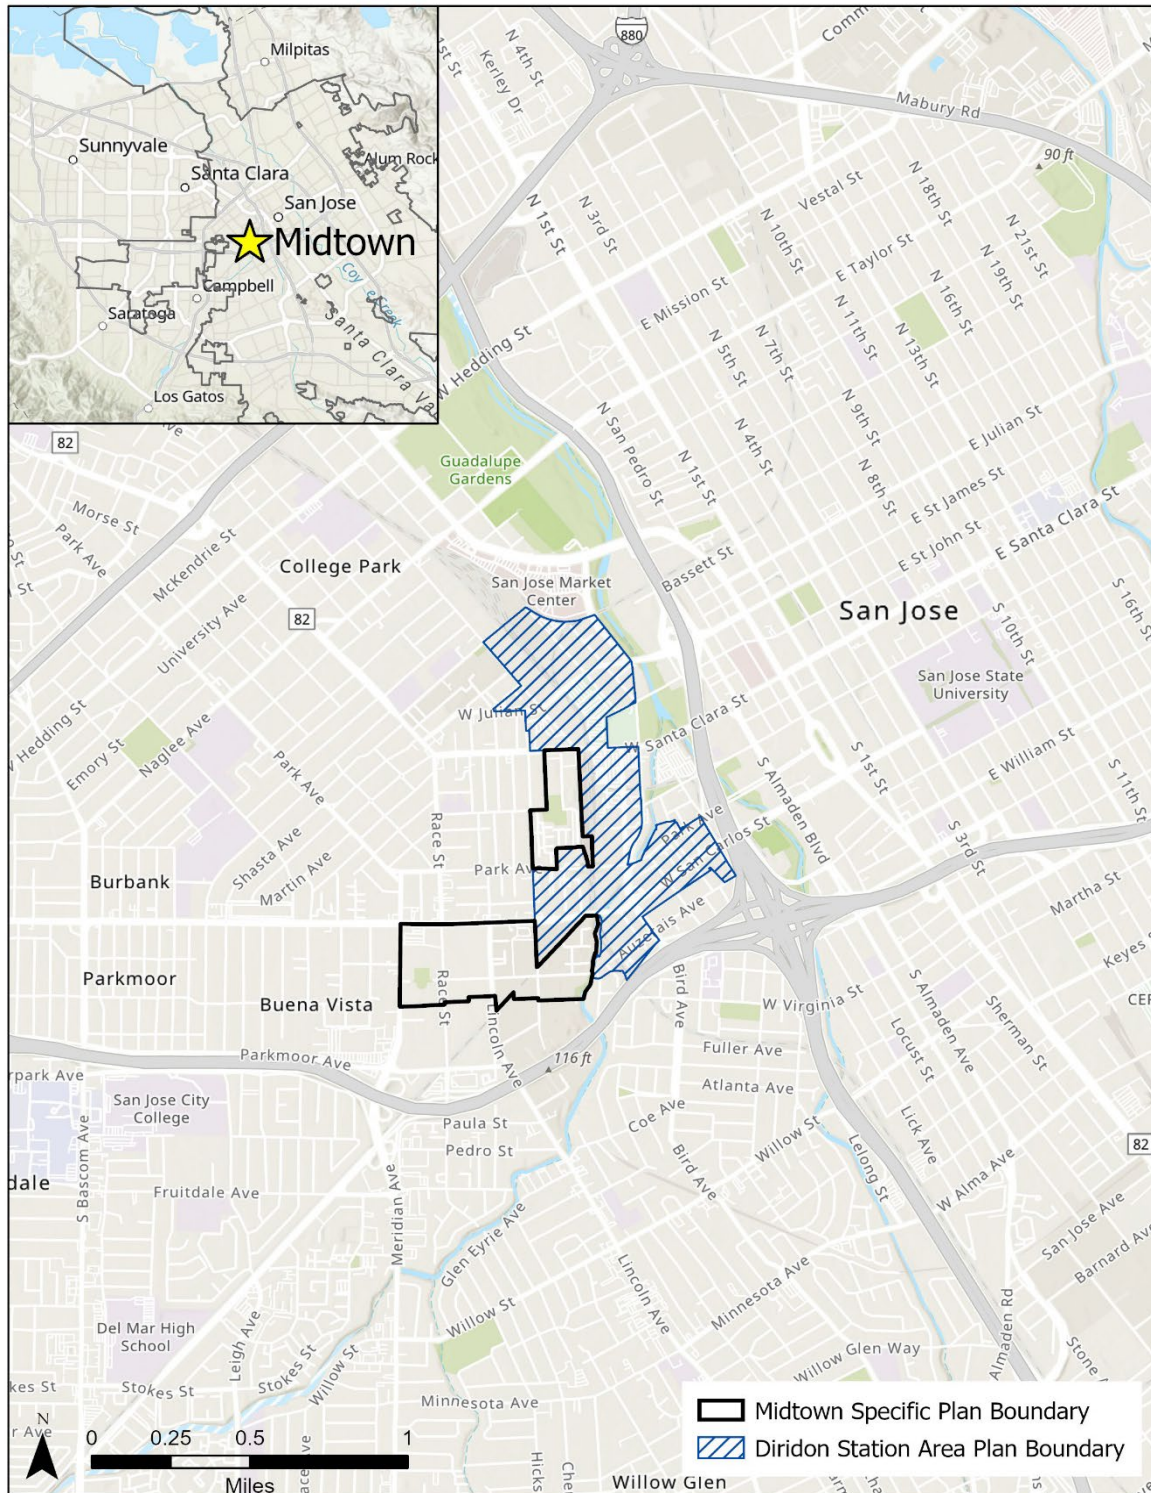 Milpitas
Sunnyvale
Alum Rock
Santa Clara
San Jose
Midtown
Coyote Creek
Campbell
Saratoga
Santa Clara Va
Los Gatos
880
1st St
N 4th St
Kerley Dr
Comm
Mabury Rd
90 ft
N 1st St
N 3rd St
N 10th St
Vestal St
N 18th St
N 21st St
E Taylor St
N 19th St
E Mission St
N 16th St
N 11th St
N 13th St
N 7th St
N 5th St
W Hedding St
N 9th St
N San Pedro St
N 4th St
N 1st St
N 8th St
E Julian St
82
Ave
Guadalupe
Gardens
E St James St
E Santa Clara St
E St John St
Morse St
Park Ave
McKendrie St
College Park
San Jose Market
Center
Bassett St
St
82
San Jose
S 16th St
S 10th St
University Ave
San Jose State
University
W Julian St
W Hedding St
Emory St
Naglee Ave
Park Ave
W Santa Clara St
S Almaden Blvd
S 1st St
E William St
S 11th St
Race St
Park Ave
W San Carlos St
S 3rd St
Shasta Ave
Martin Ave
Park Ave
Burbank
Martha St
Auzerais Ave
Keyes S
Parkmoor
Buena Vista
Race St
Lincoln Ave
Bird Ave
W Virginia St
S Almaden Ave
Sherman St
CEF
Locust St
Parkmoor Ave
116 ft
Fuller Ave
rpark Ave
Atlanta Ave
San Jose City
College
Paula St
Coe Ave
Lick Ave
Pedro St
Willow St
Lelong St
82
S Bascom Ave
dale
Fruitdale Ave
Bird Ave
W Alma Ave
Meridian Ave
Glen Eyrie Ave
San Jose Ave
Barnard Ave
Lincoln Ave
Minnesota Ave
Willow St
Almaden Rd
Del Mar High
School
Leigh Ave
Stokes St
Willow St
Willow Glen Way
Stone A
kes St
Stokes St
Minnesota Ave
r Ave
ace Ave
Hicks
Che
Willow Glen
N
0 0.25 0.5 1
Miles
Midtown Specific Plan Boundary
Diridon Station Area Plan Boundary